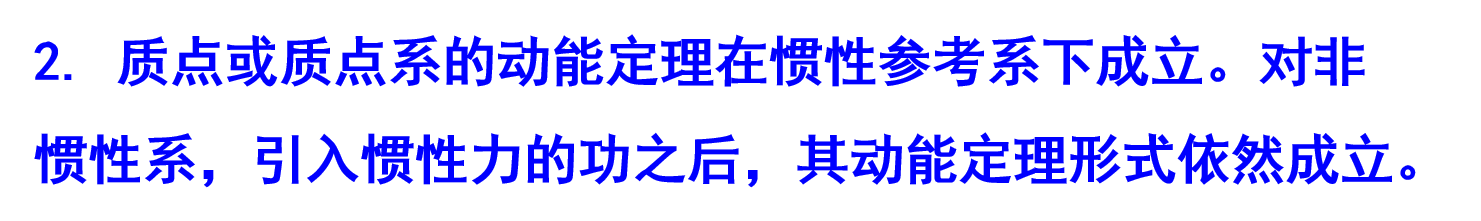 2. 质点或质点系的动能定理在惯性参考系下成立。对非
惯性系，引入惯性力的功之后，其动能定理形式依然成立。